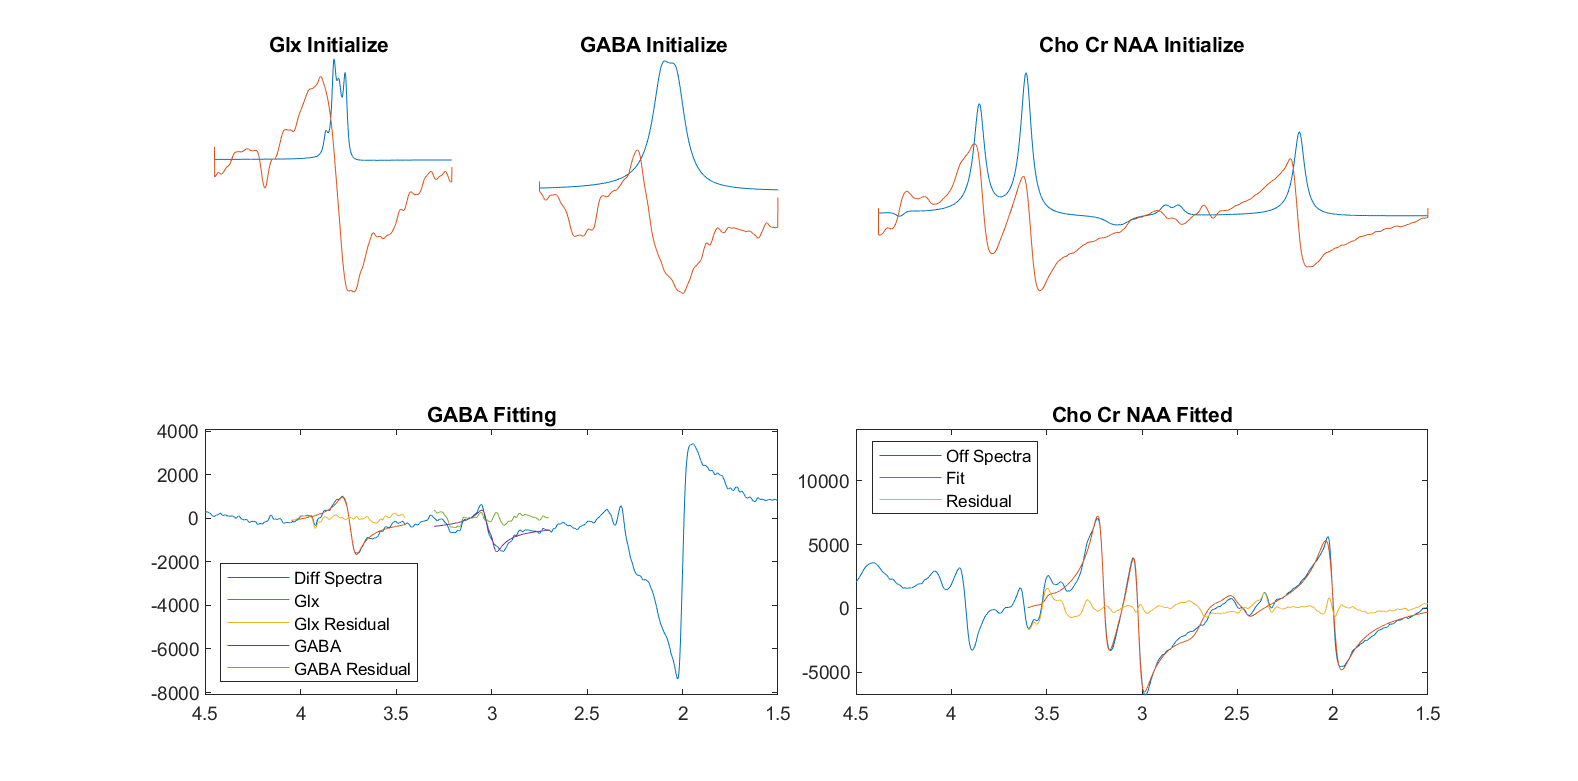 Glx Initialize
GABA Initialize
Cho Cr NAA Initialize
GABA Fitting
4000
2000
0
-2000
-4000
-6000
-8000
Diff Spectra
Glx
Glx Residual
GABA
GABA Residual
4.5 4 3.5 3 2.5 2 1.5
Cho Cr NAA Fitted
10000
5000
0
-5000
Off Spectra
Fit
Residual
4.5 4 3.5 3 2.5 2 1.5